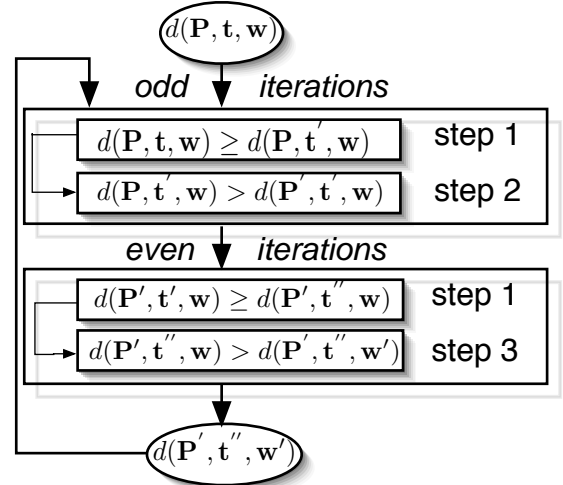 d(P, t, w)
odd iterations
d(P, t, w) ≥ d(P, t', w) step 1
d(P, t', w) > d(P', t', w) step 2
even iterations
d(P', t', w) ≥ d(P', t'', w) step 1
d(P', t'', w) > d(P', t'', w') step 3
d(P', t'', w')